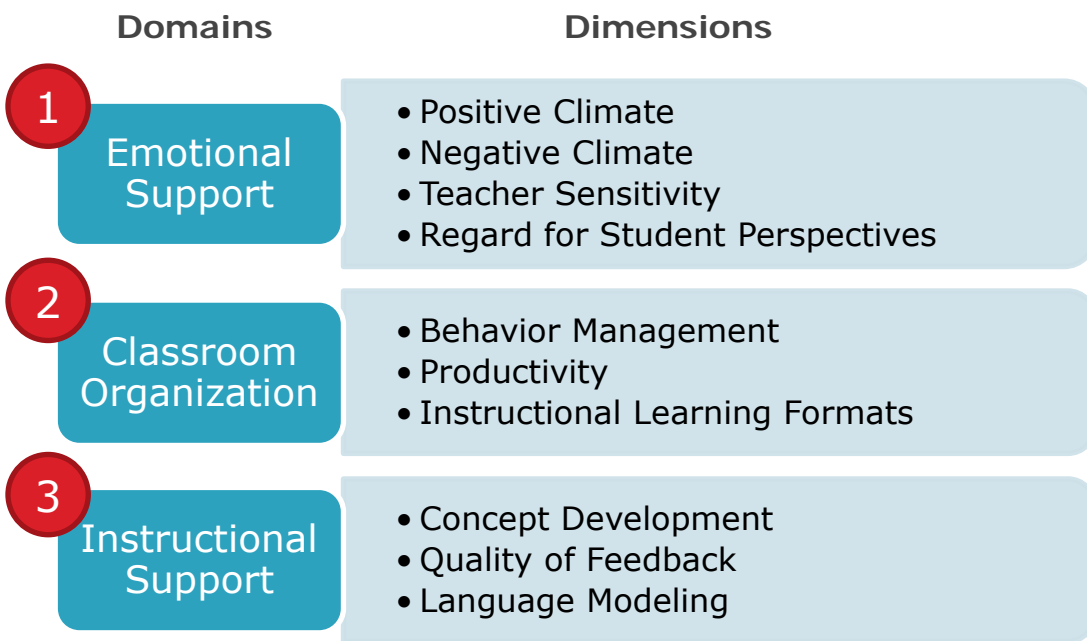 Domains
Dimensions
1
Emotional
Support
• Positive Climate
• Negative Climate
• Teacher Sensitivity
• Regard for Student Perspectives
2
Classroom
Organization
• Behavior Management
• Productivity
• Instructional Learning Formats
3
Instructional
Support
• Concept Development
• Quality of Feedback
• Language Modeling